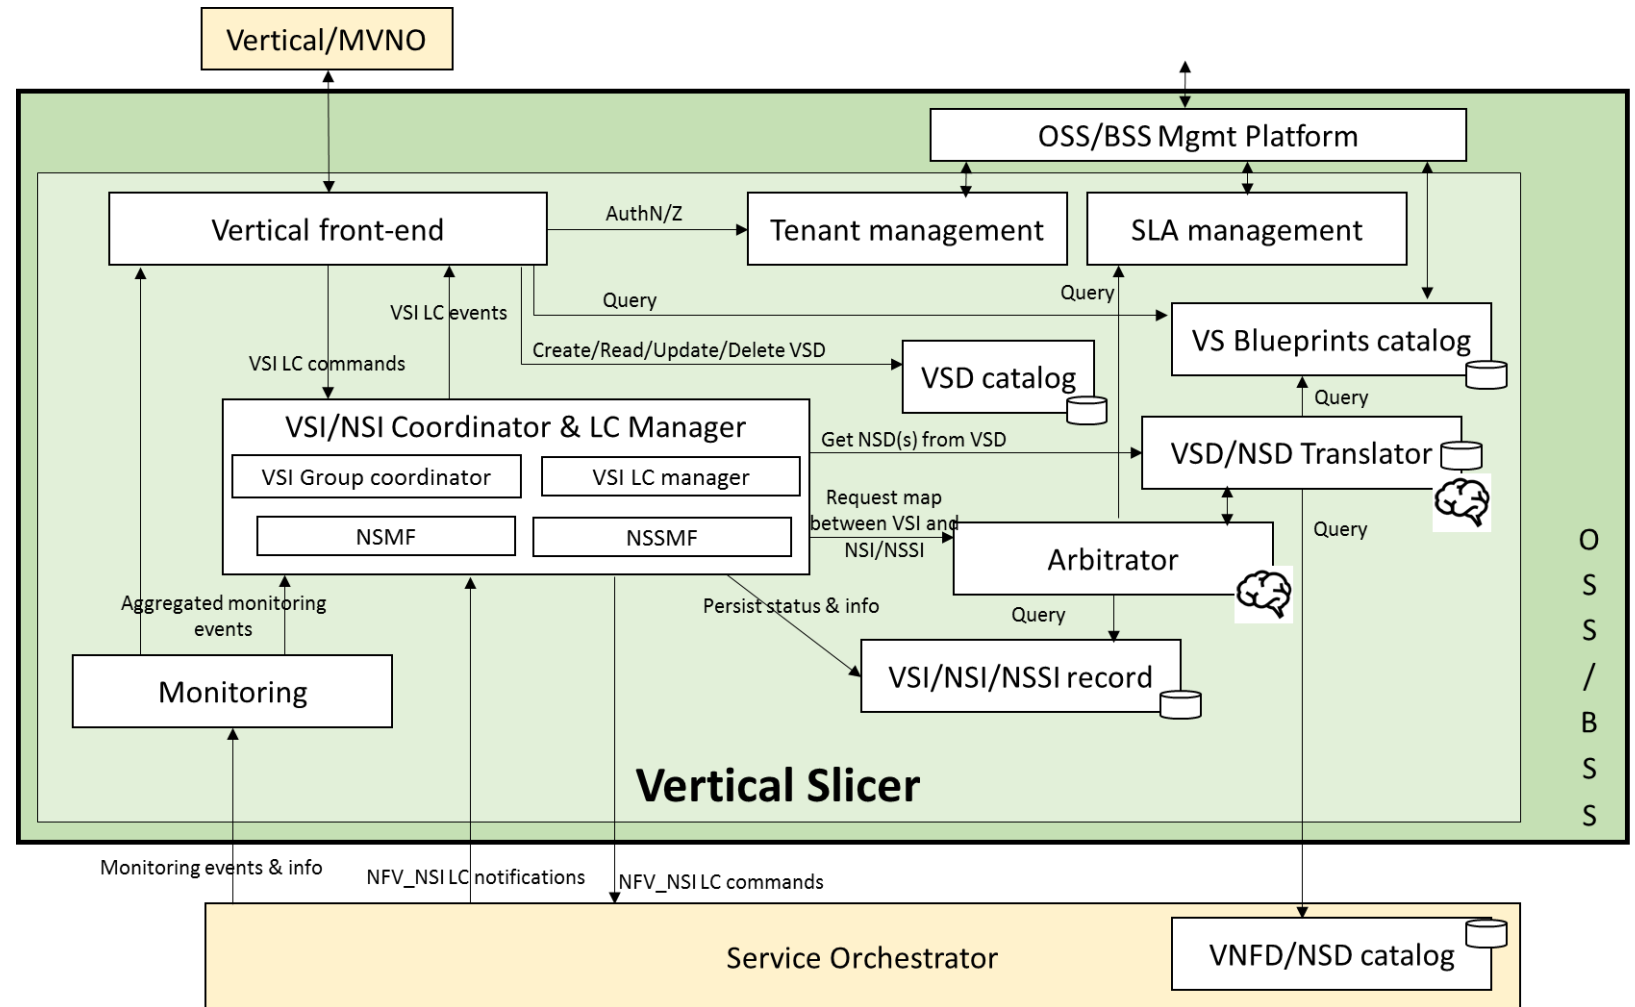 Vertical/MVNO
OSS/BSS Mgmt Platform
Vertical front-end
AuthN/Z
Tenant management
SLA management
Query
Query
VSI LC events
VS Blueprints catalog
Create/Read/Update/Delete VSD
VSI LC commands
VSD catalog
Query
VSI/NSI Coordinator & LC Manager
Get NSD(s) from VSD
VSD/NSD Translator
VSI Group coordinator
VSI LC manager
Request map
between VSI and
NSI/NSSI
NSMF
NSSMF
Query
Arbitrator
Aggregated monitoring
events
Persist status & info
Query
VSI/NSI/NSSI record
Monitoring
Vertical Slicer
O
S
S
/
B
S
S
Monitoring events & info
NFV_NSI LC notifications
NFV_NSI LC commands
Service Orchestrator
VNFD/NSD catalog